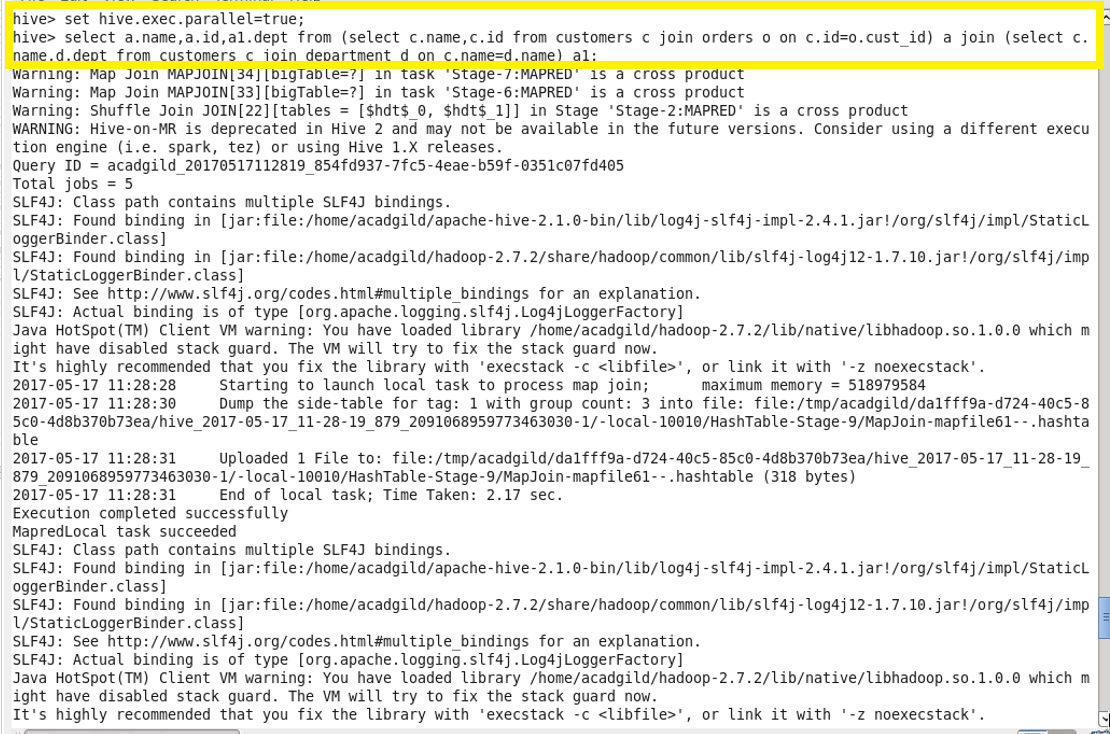 hive> set hive.exec.parallel=true;
hive> select a.name,a.id,a1.dept from (select c.name,c.id from customers c join orders o on c.id=o.cust_id) a join (select c.
name,d.dept from customers c join department d on c.name=d.name) a1;
Warning: Map Join MAPJOIN[34][bigTable=?] in task 'Stage-7:MAPRED' is a cross product
Warning: Map Join MAPJOIN[33][bigTable=?] in task 'Stage-6:MAPRED' is a cross product
Warning: Shuffle Join JOIN[22][tables = [$hdt$_0, $hdt$_1]] in Stage 'Stage-2:MAPRED' is a cross product
WARNING: Hive-on-MR is deprecated in Hive 2 and may not be available in the future versions. Consider using a different execu
tion engine (i.e. spark, tez) or using Hive 1.X releases.
Query ID = acadgild_20170517112819_854fd937-7fc5-4eae-b59f-0351c07fd405
Total jobs = 5
SLF4J: Class path contains multiple SLF4J bindings.
SLF4J: Found binding in [jar:file:/home/acadgild/apache-hive-2.1.0-bin/lib/log4j-slf4j-impl-2.4.1.jar!/org/slf4j/impl/StaticL
oggerBinder.class]
SLF4J: Found binding in [jar:file:/home/acadgild/hadoop-2.7.2/share/hadoop/common/lib/slf4j-log4j12-1.7.10.jar!/org/slf4j/imp
l/StaticLoggerBinder.class]
SLF4J: See http://www.slf4j.org/codes.html#multiple_bindings for an explanation.
SLF4J: Actual binding is of type [org.apache.logging.slf4j.Log4jLoggerFactory]
Java HotSpot(TM) Client VM warning: You have loaded library /home/acadgild/hadoop-2.7.2/lib/native/libhadoop.so.1.0.0 which m
ight have disabled stack guard. The VM will try to fix the stack guard now.
It's highly recommended that you fix the library with 'execstack -c <libfile>', or link it with '-z noexecstack'.
2017-05-17 11:28:28     Starting to launch local task to process map join;      maximum memory = 518979584
2017-05-17 11:28:30     Dump the side-table for tag: 1 with group count: 3 into file: file:/tmp/acadgild/da1fff9a-d724-40c5-8
5c0-4d8b370b73ea/hive_2017-05-17_11-28-19_879_2091068959773463030-1/-local-10010/HashTable-Stage-9/MapJoin-mapfile61--.hashta
ble
2017-05-17 11:28:31     Uploaded 1 File to: file:/tmp/acadgild/da1fff9a-d724-40c5-85c0-4d8b370b73ea/hive_2017-05-17_11-28-19_
879_2091068959773463030-1/-local-10010/HashTable-Stage-9/MapJoin-mapfile61--.hashtable (318 bytes)
2017-05-17 11:28:31     End of local task; Time Taken: 2.17 sec.
Execution completed successfully
MapredLocal task succeeded
SLF4J: Class path contains multiple SLF4J bindings.
SLF4J: Found binding in [jar:file:/home/acadgild/apache-hive-2.1.0-bin/lib/log4j-slf4j-impl-2.4.1.jar!/org/slf4j/impl/StaticL
oggerBinder.class]
SLF4J: Found binding in [jar:file:/home/acadgild/hadoop-2.7.2/share/hadoop/common/lib/slf4j-log4j12-1.7.10.jar!/org/slf4j/imp
l/StaticLoggerBinder.class]
SLF4J: See http://www.slf4j.org/codes.html#multiple_bindings for an explanation.
SLF4J: Actual binding is of type [org.apache.logging.slf4j.Log4jLoggerFactory]
Java HotSpot(TM) Client VM warning: You have loaded library /home/acadgild/hadoop-2.7.2/lib/native/libhadoop.so.1.0.0 which m
ight have disabled stack guard. The VM will try to fix the stack guard now.
It's highly recommended that you fix the library with 'execstack -c <libfile>', or link it with '-z noexecstack'.